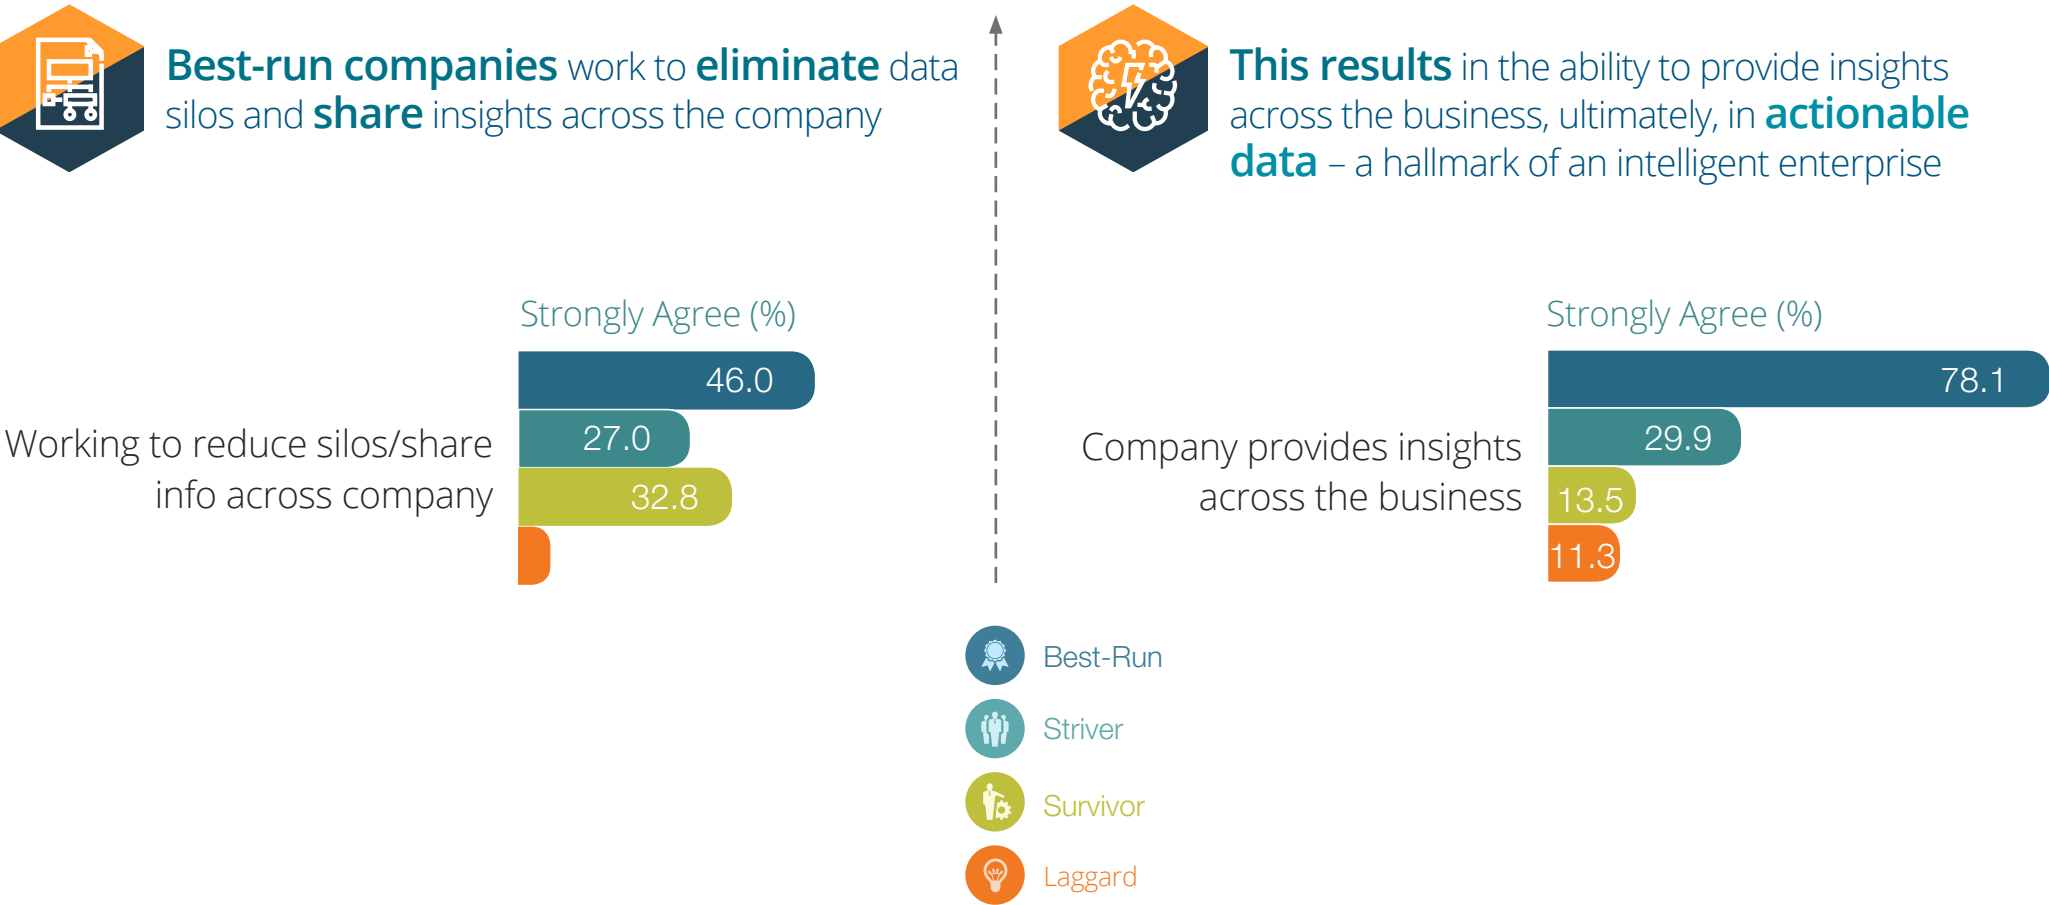 Best-run companies work to eliminate data
silos and share insights across the company
This results in the ability to provide insights
across the business, ultimately, in actionable
data – a hallmark of an intelligent enterprise
Strongly Agree (%)
46.0
27.0
32.8
Working to reduce silos/share
info across company
Strongly Agree (%)
78.1
29.9
13.5
11.3
Company provides insights
across the business
Best-Run
Striver
Survivor
Laggard